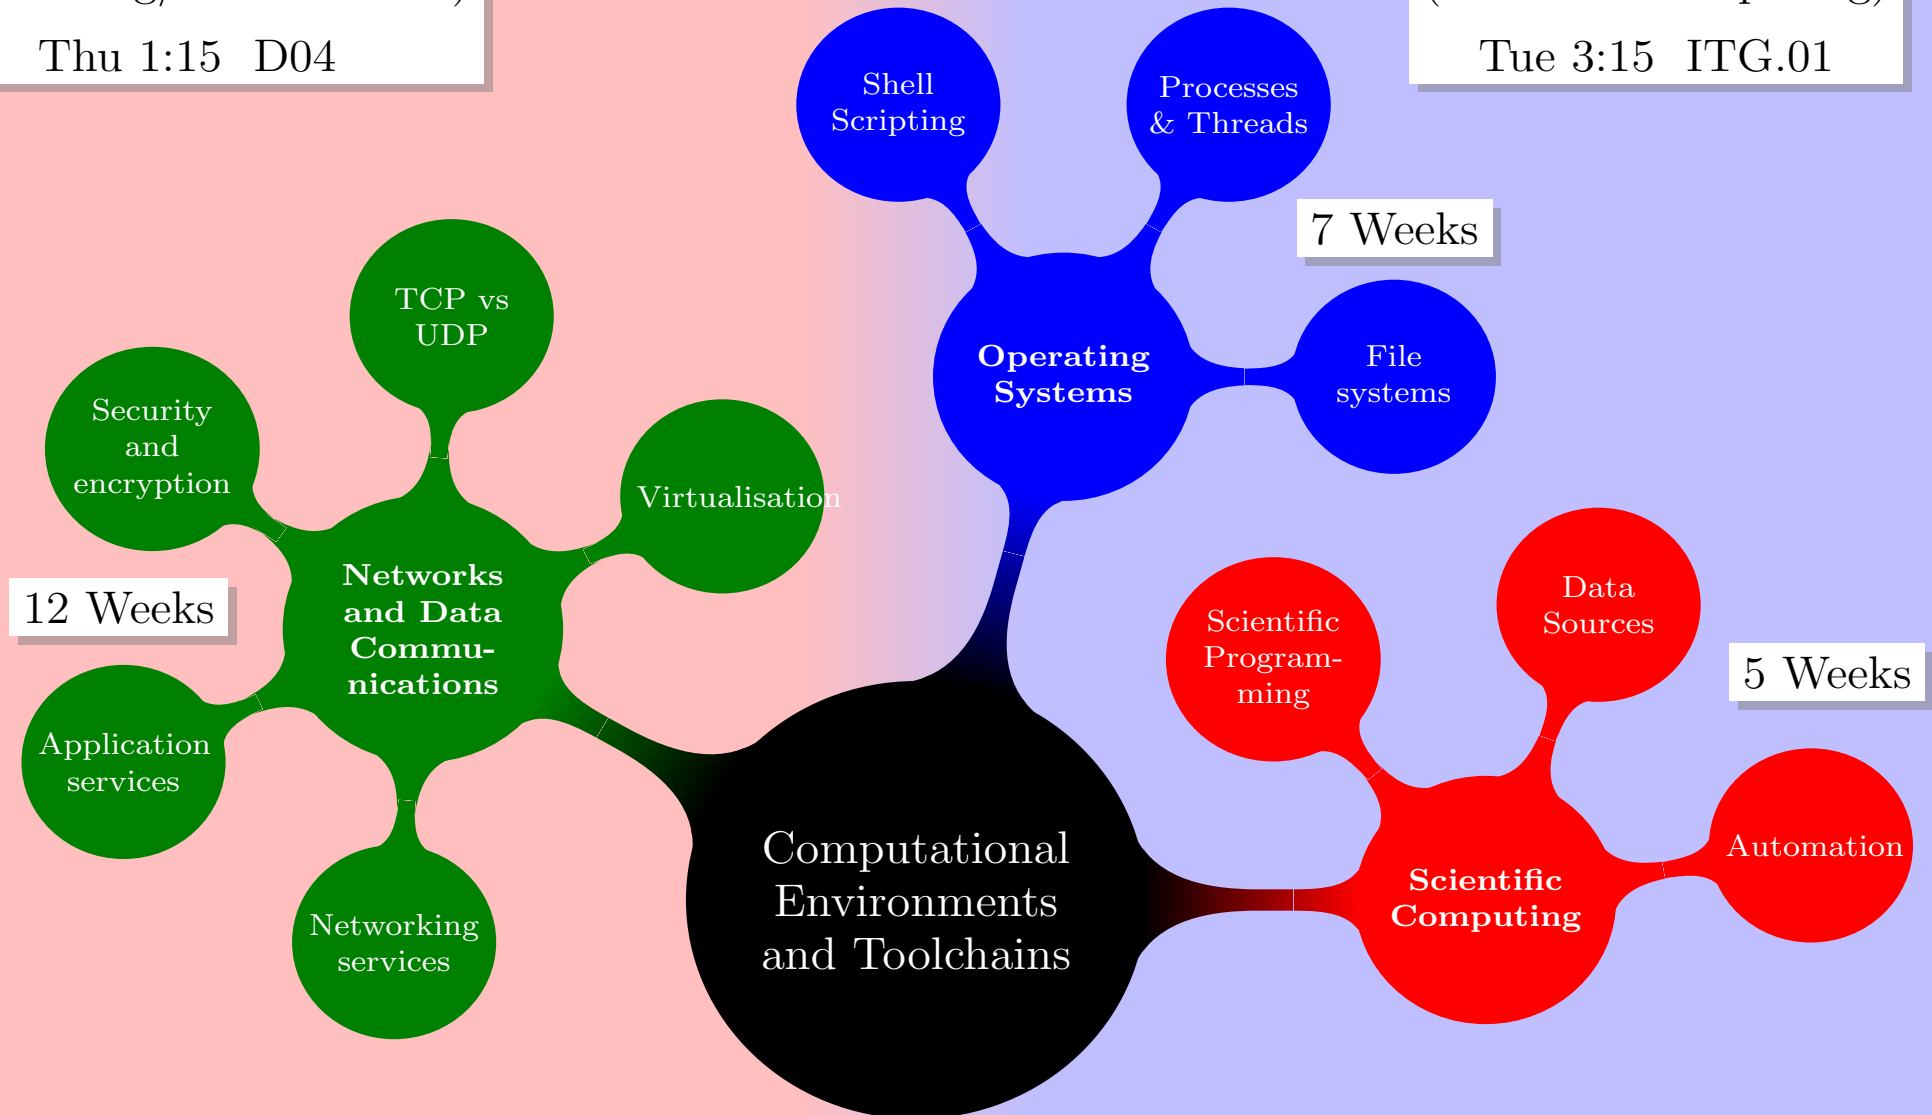 Thu 1:15 D04
Tue 3:15 ITG.01
Shell
Scripting
Processes
& Threads
7 Weeks
File
systems
Operating
Systems
TCP vs
UDP
Security
and
encryption
Virtualisation
12 Weeks
Networks
and Data
Commu-
nications
Application
services
Networking
services
Computational
Environments
and Toolchains
Scientific
Program-
ming
Data
Sources
5 Weeks
Automation
Scientific
Computing